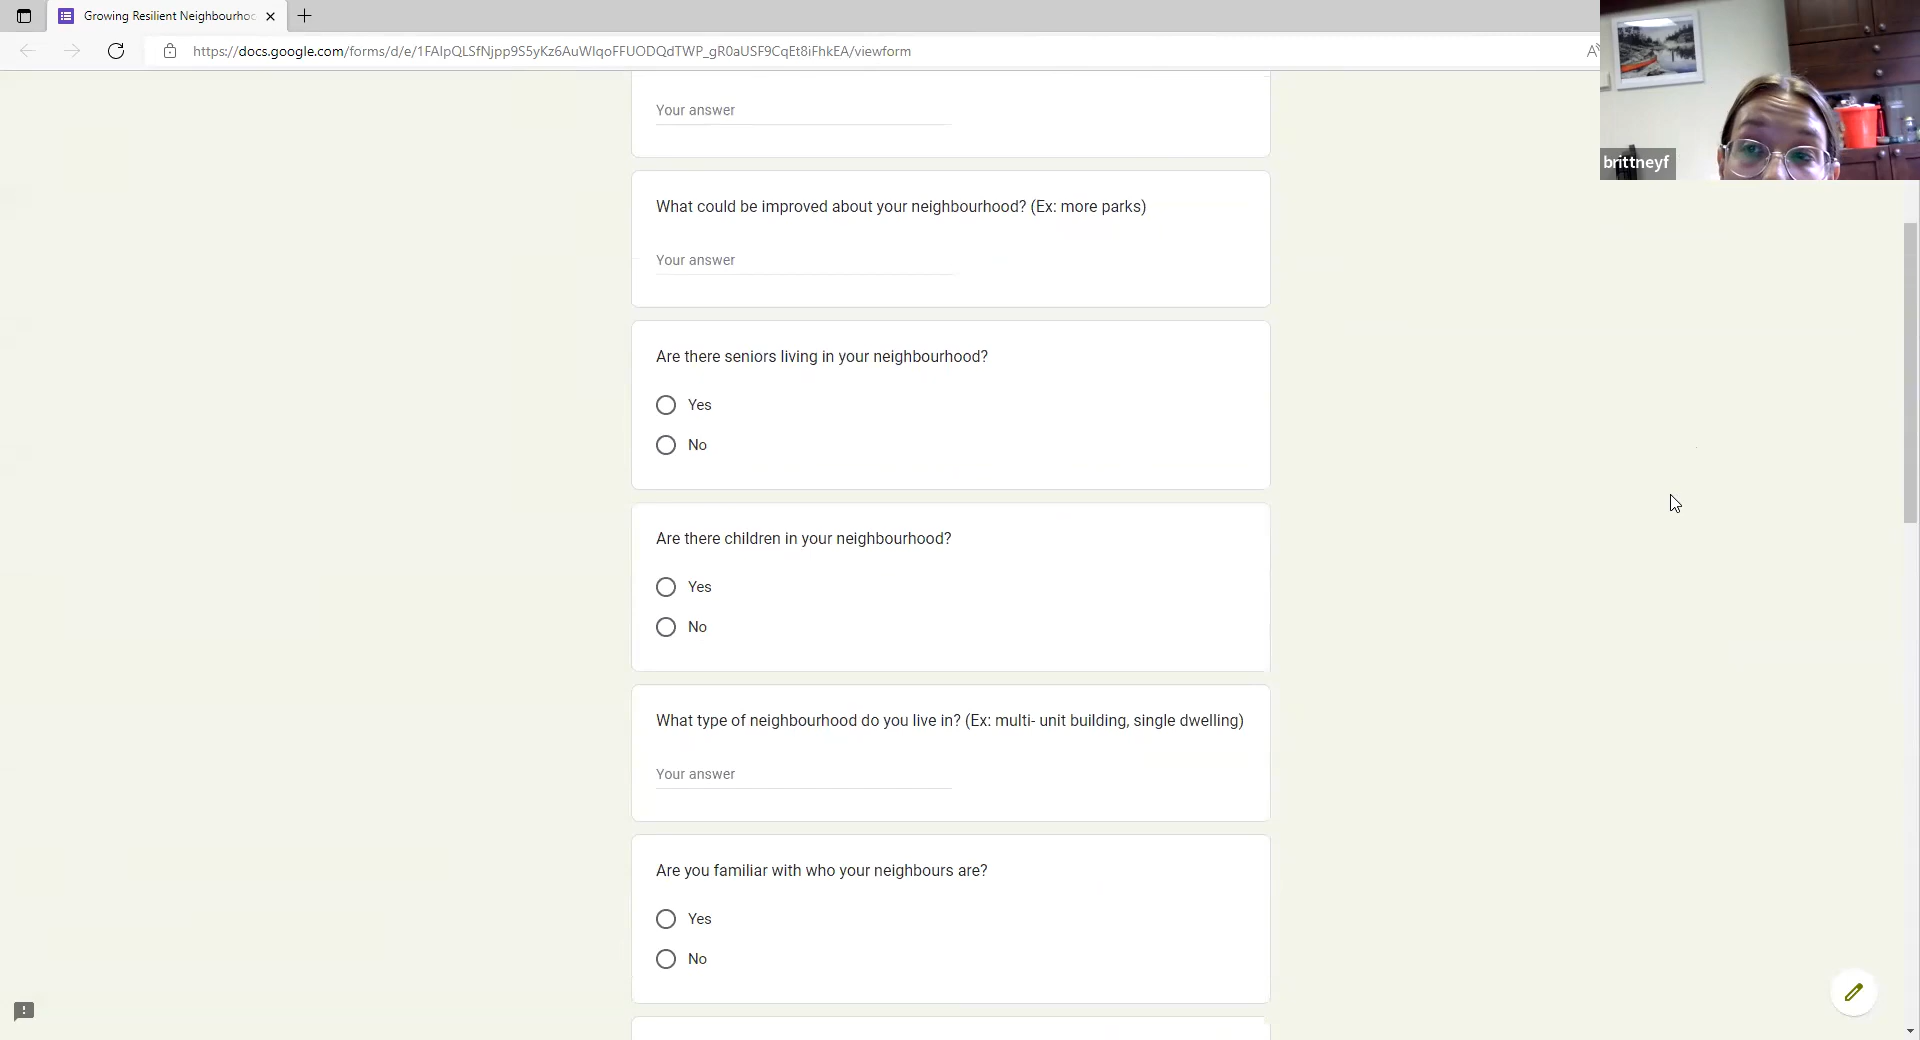 Growing Resilient Neighbourhoo
https://docs.google.com/forms/d/e/1FAIpQLSfNjpp9S5yKz6AuWIqoFFUODQdTWP_gR0aUSF9CqEt8iFhkEA/viewform
brittneyf
Your answer
What could be improved about your neighbourhood? (Ex: more parks)
Your answer
Are there seniors living in your neighbourhood?
Yes
No
Are there children in your neighbourhood?
Yes
No
What type of neighbourhood do you live in? (Ex: multi- unit building, single dwelling)
Your answer
Are you familiar with who your neighbours are?
Yes
No